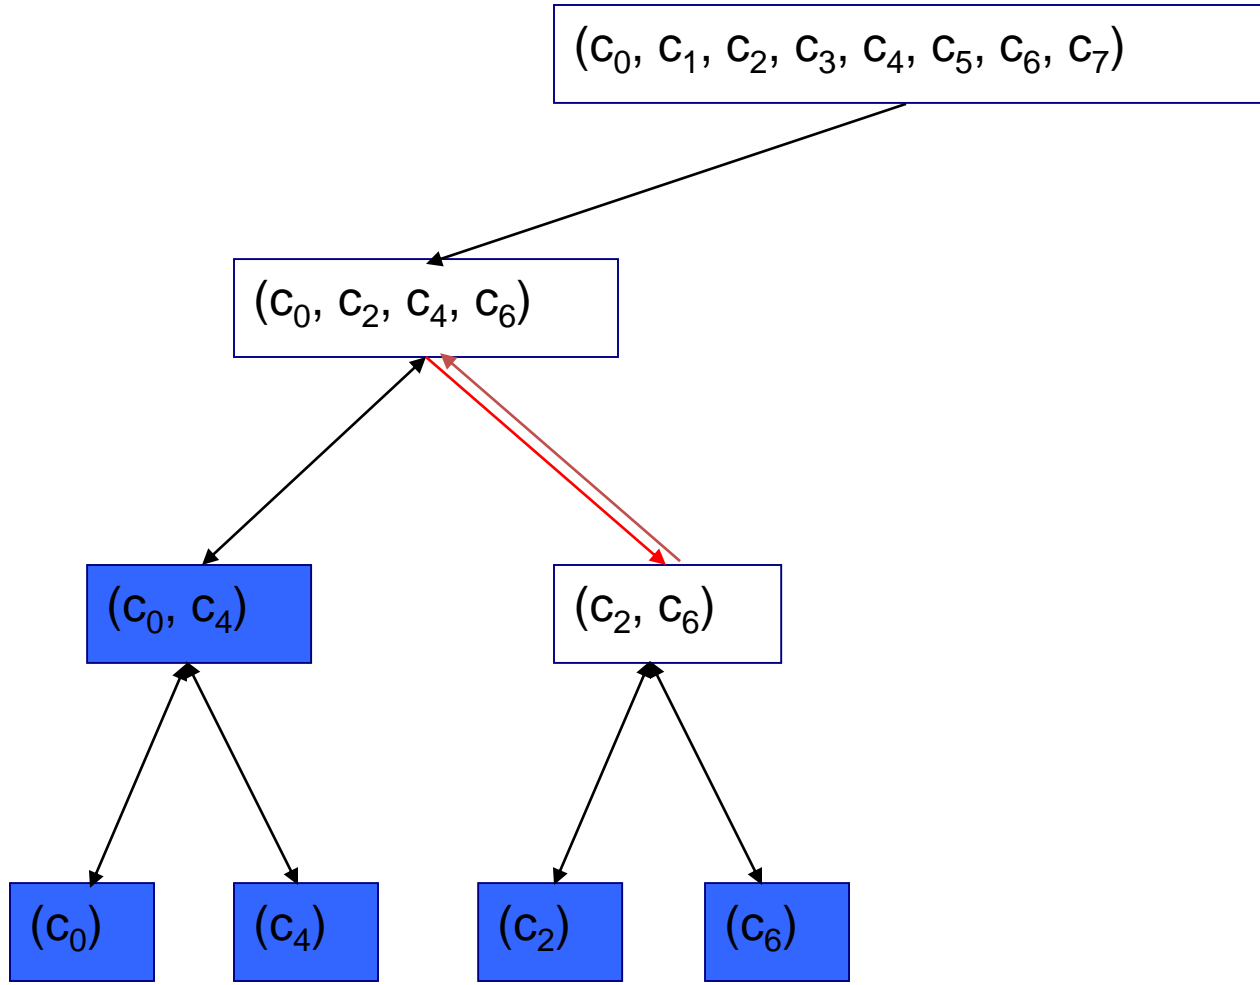 (c₀, c₁, c₂, c₃, c₄, c₅, c₆, c₇)
(c₀, c₂, c₄, c₆)
(c₀, c₄)
(c₂, c₆)
(c₀)
(c₄)
(c₂)
(c₆)